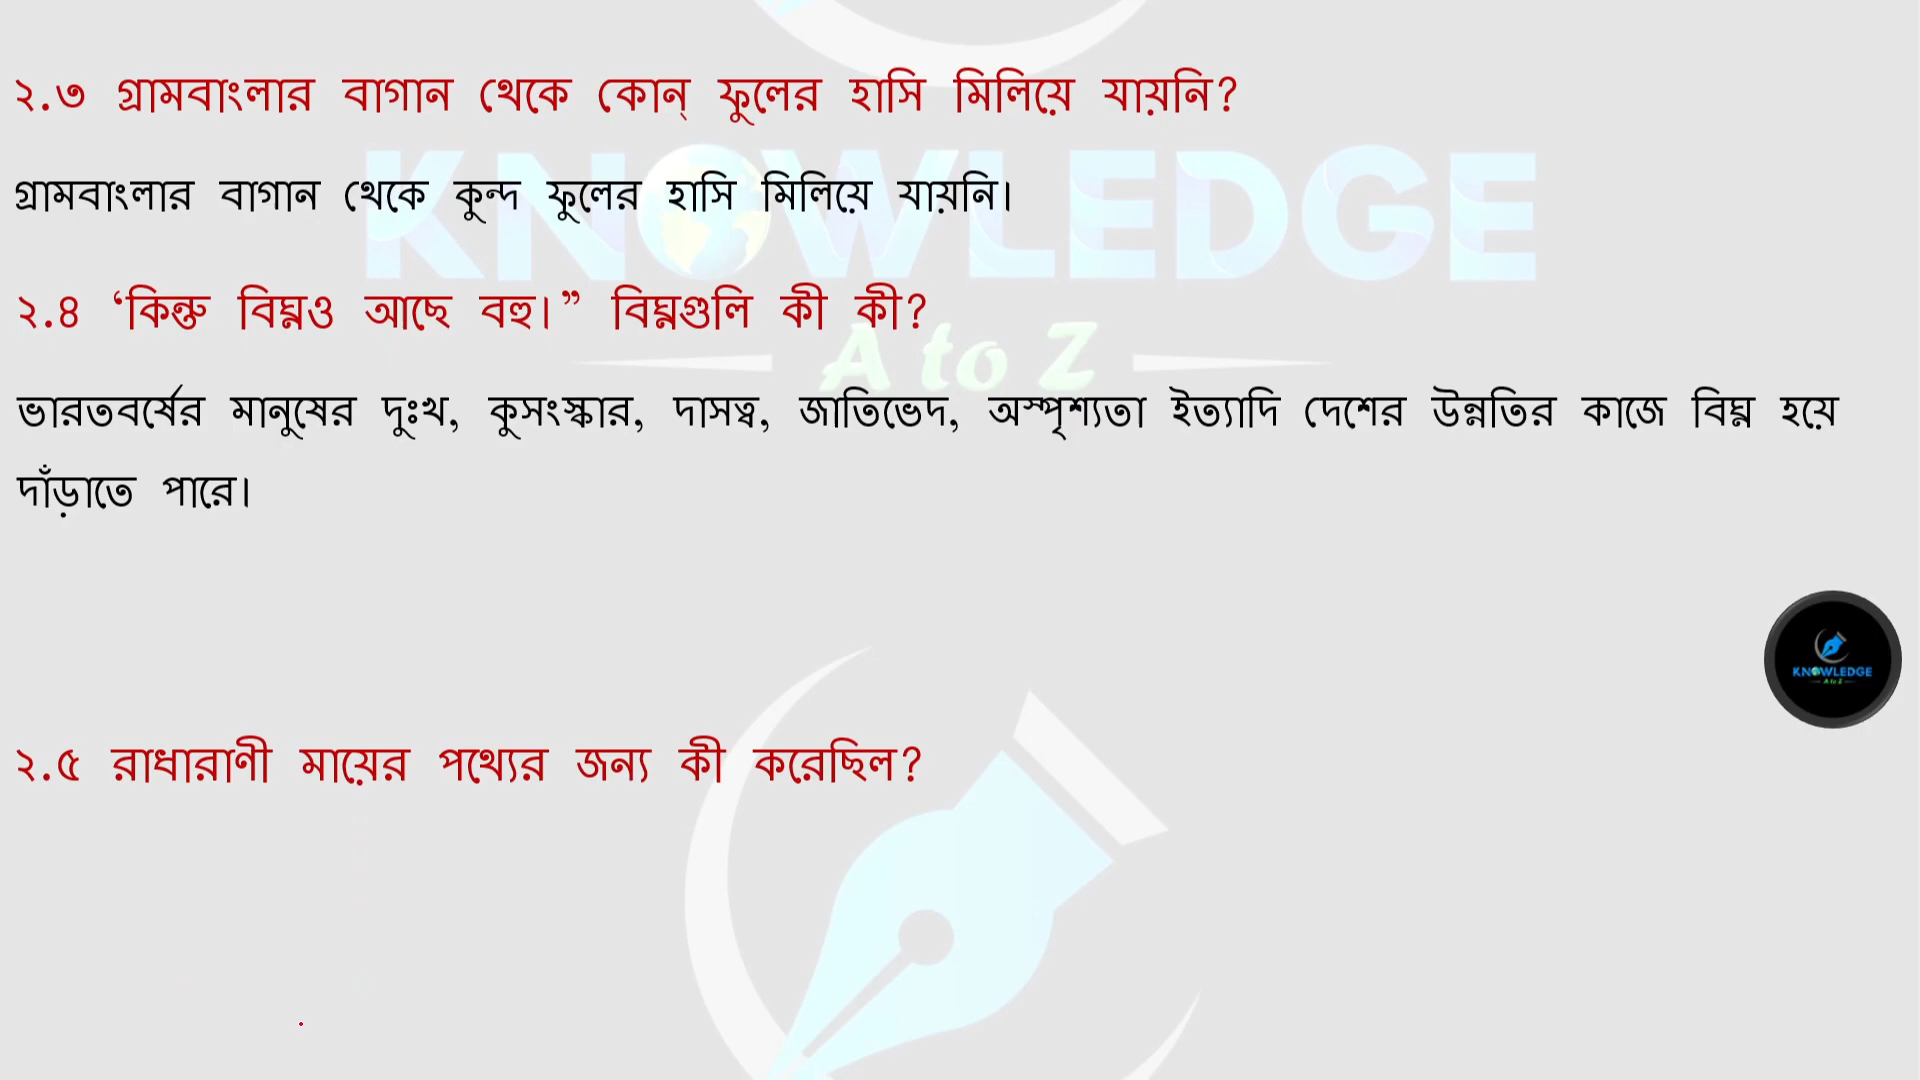 ২.৩ গ্রামবাংলার বাগান থেকে কোন্ ফুলের হাসি মিলিয়ে যায়নি?
গ্রামবাংলার বাগান থেকে কুন্দ ফুলের হাসি মিলিয়ে যায়নি।
KNOWLEDGE
২.৪ ‘কিন্তু বিঘ্নও আছে বহু।” বিঘ্নগুলি কী কী?
A to Z
ভারতবর্ষের মানুষের দুঃখ, কুসংস্কার, দাসত্ব, জাতিভেদ, অস্পৃশ্যতা ইত্যাদি দেশের উন্নতির কাজে বিঘ্ন হয়ে
দাঁড়াতে পারে।
KNOWLEDGE
A to Z
২.৫ রাধারাণী মায়ের পথ্যের জন্য কী করেছিল?